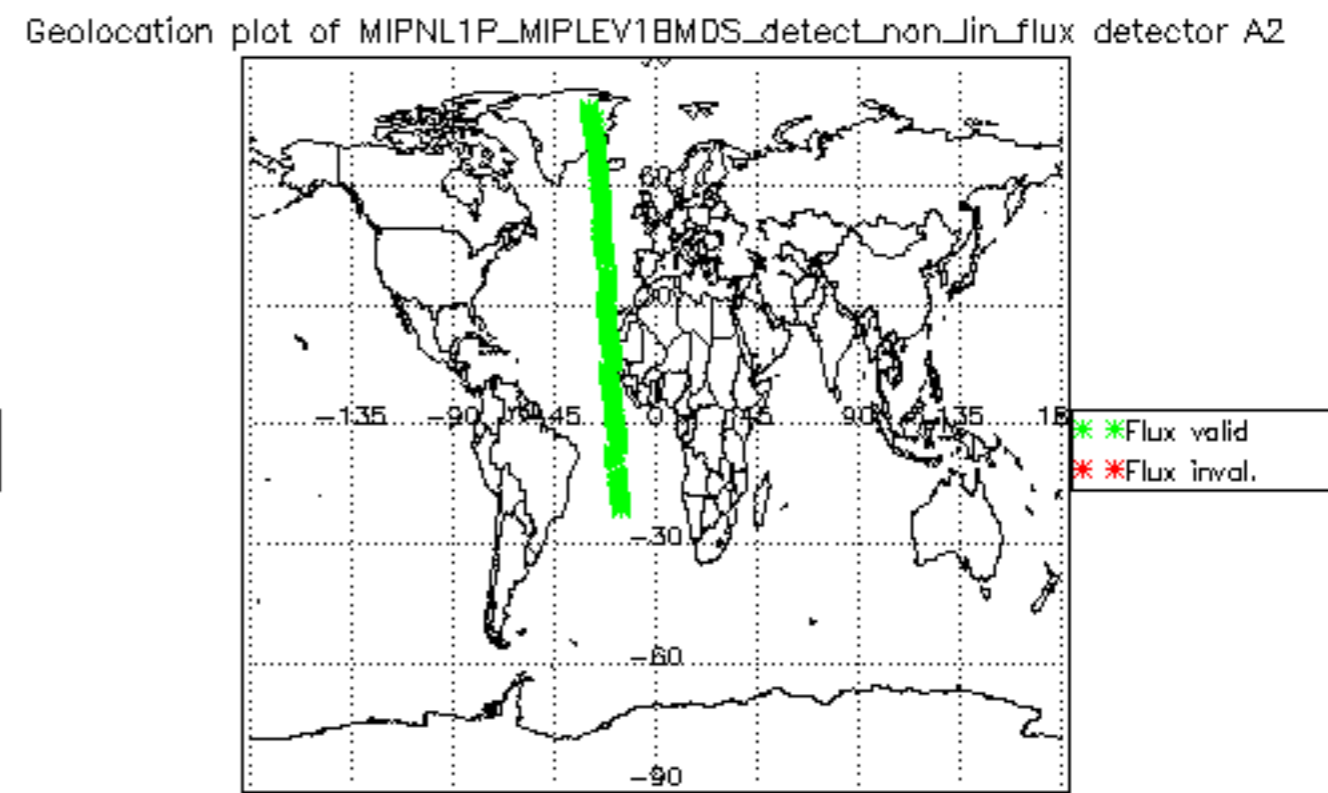 Geolocation plot of MIPNL1P_MIPLEV1BMDS_detect_non_lin_flux detector A2
60
-135 -90 45 0 45 90 135
Flux valid
Flux inval.
-30
-60
-90